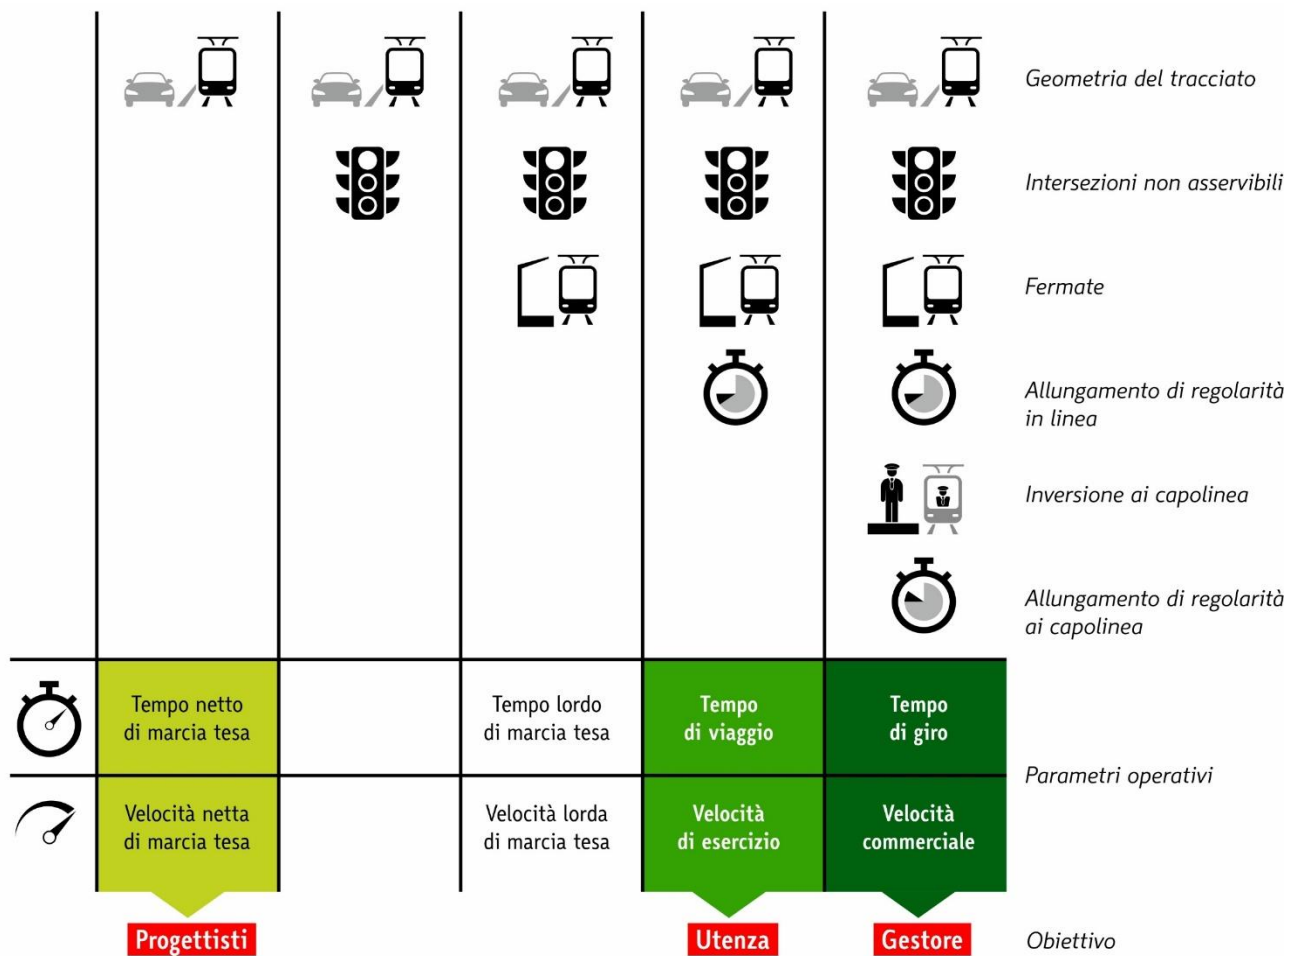 Geometria del tracciato
Intersezioni non asservibili
Fermate
Allungamento di regolarità
in linea
Inversione ai capolinea
Allungamento di regolarità
ai capolinea
Tempo netto
di marcia tesa
Tempo lordo
di marcia tesa
Tempo
di viaggio
Tempo
di giro
Parametri operativi
Velocità netta
di marcia tesa
Velocità lorda
di marcia tesa
Velocità
di esercizio
Velocità
commerciale
Progettisti
Utenza
Gestore
Obiettivo